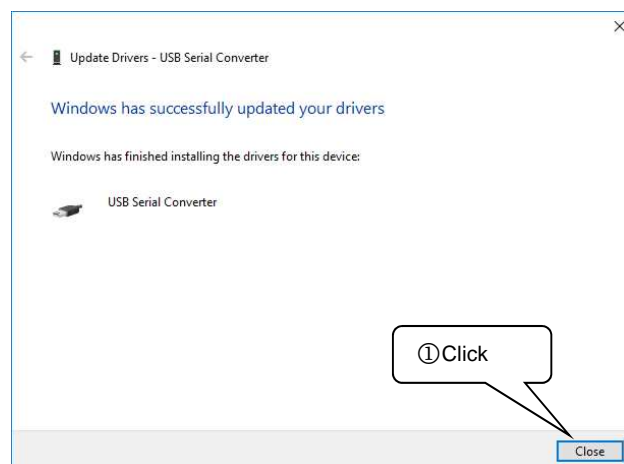 Update Drivers - USB Serial Converter
Windows has successfully updated your drivers
Windows has finished installing the drivers for this device:
USB Serial Converter
①Click
Close